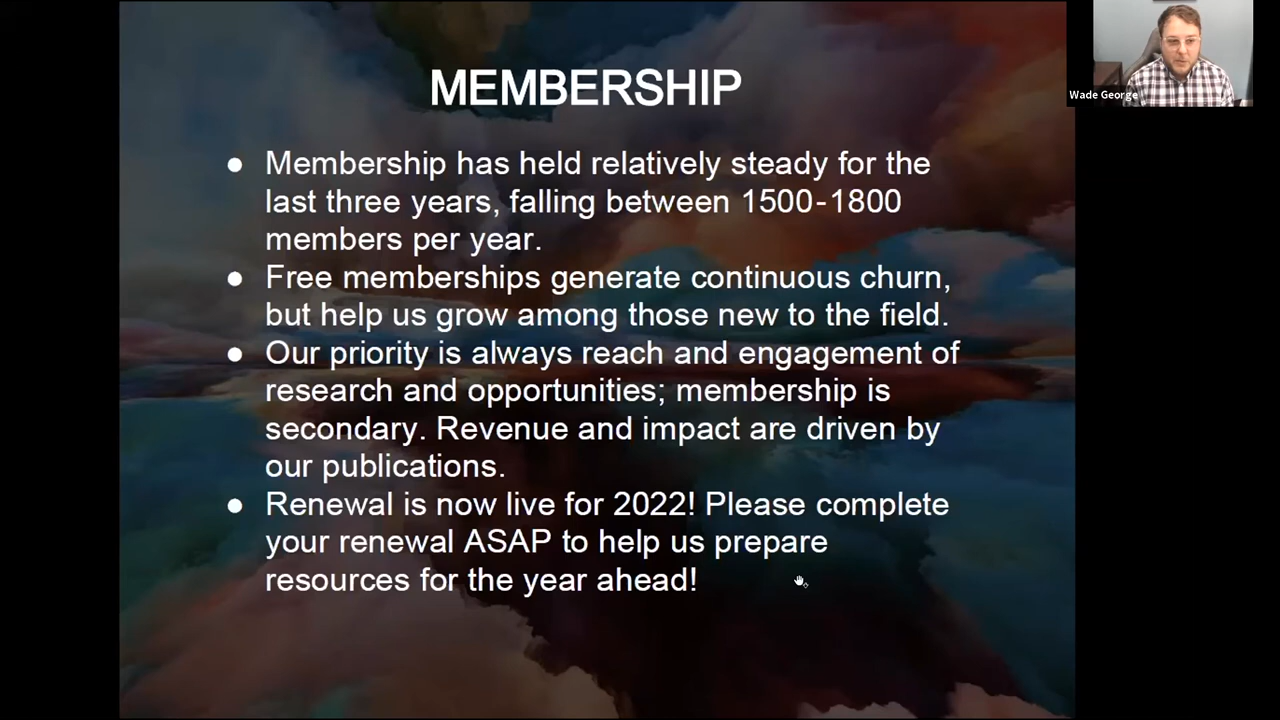 MEMBERSHIP
Wade George
● Membership has held relatively steady for the
last three years, falling between 1500-1800
members per year.
● Free memberships generate continuous churn,
but help us grow among those new to the field.
● Our priority is always reach and engagement of
research and opportunities; membership is
secondary. Revenue and impact are driven by
our publications.
● Renewal is now live for 2022! Please complete
your renewal ASAP to help us prepare
resources for the year ahead!